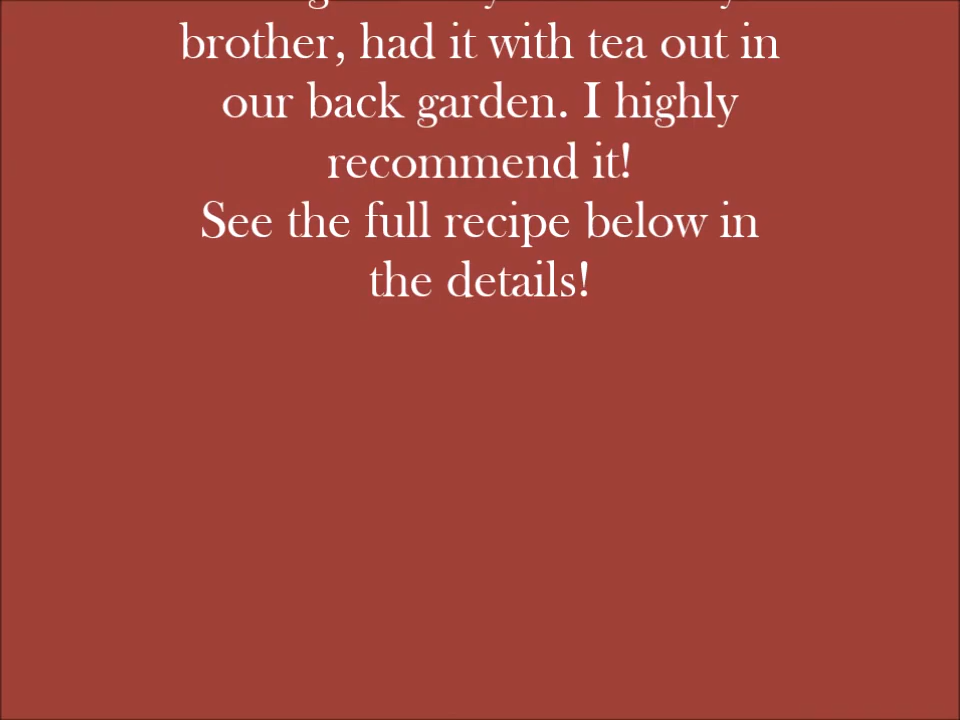 brother, had it with tea out in
our back garden. I highly
recommend it!
See the full recipe below in
the details!